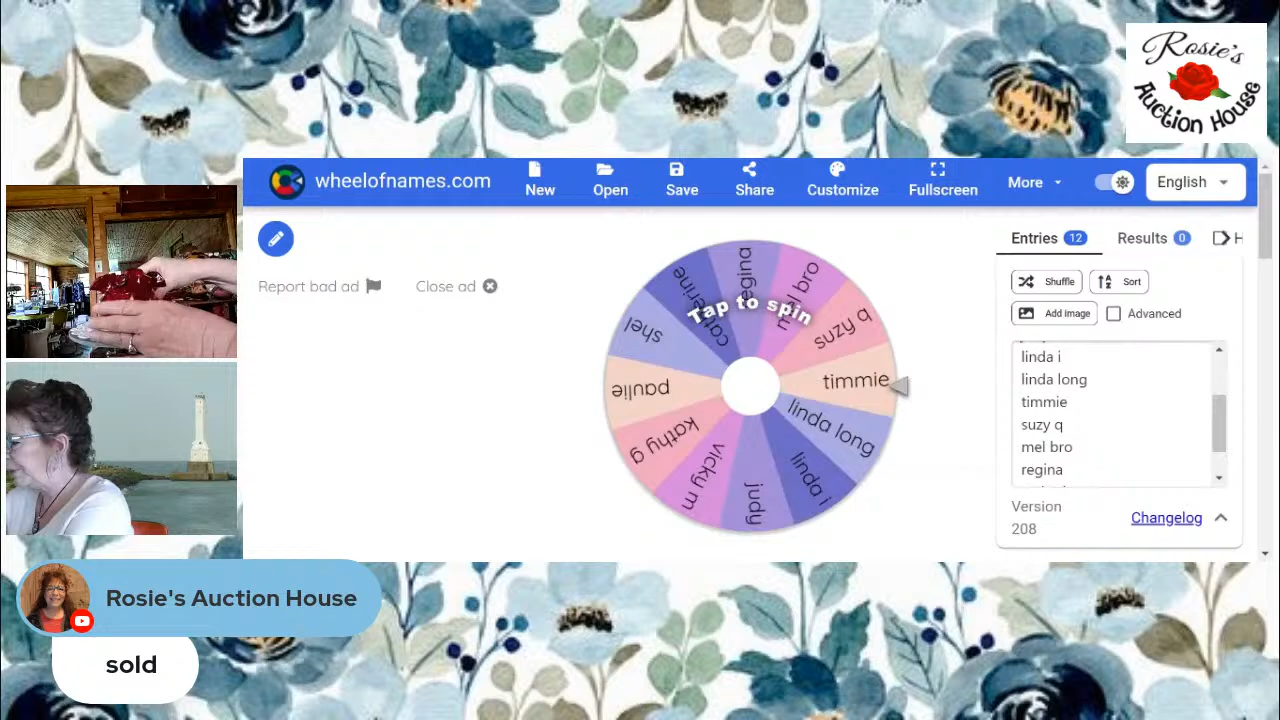 Rosie's
Auction House
wheelofnames.com
New
Open
Save
Share
Customize
Fullscreen
More
English
Report bad ad
Close ad
Entries 12
Results 0
H
Shuffle
Sort
Add Image
Advanced
linda i
linda long
timmie
suzy q
mel bro
regina
Version
208
Changelog
Tap to spin
catherine
regina
mel bro
suzy q
timmie
linda long
linda i
judy
vicky m
kathy g
paulie
shel
Rosie's Auction House
sold